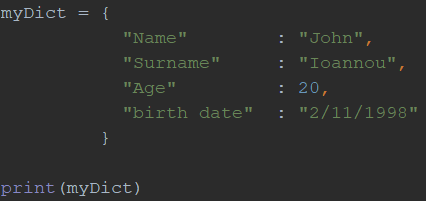 myDict = {
"Name" : "John",
"Surname" : "Ioannou",
"Age" : 20,
"birth date" : "2/11/1998"
}
print(myDict)